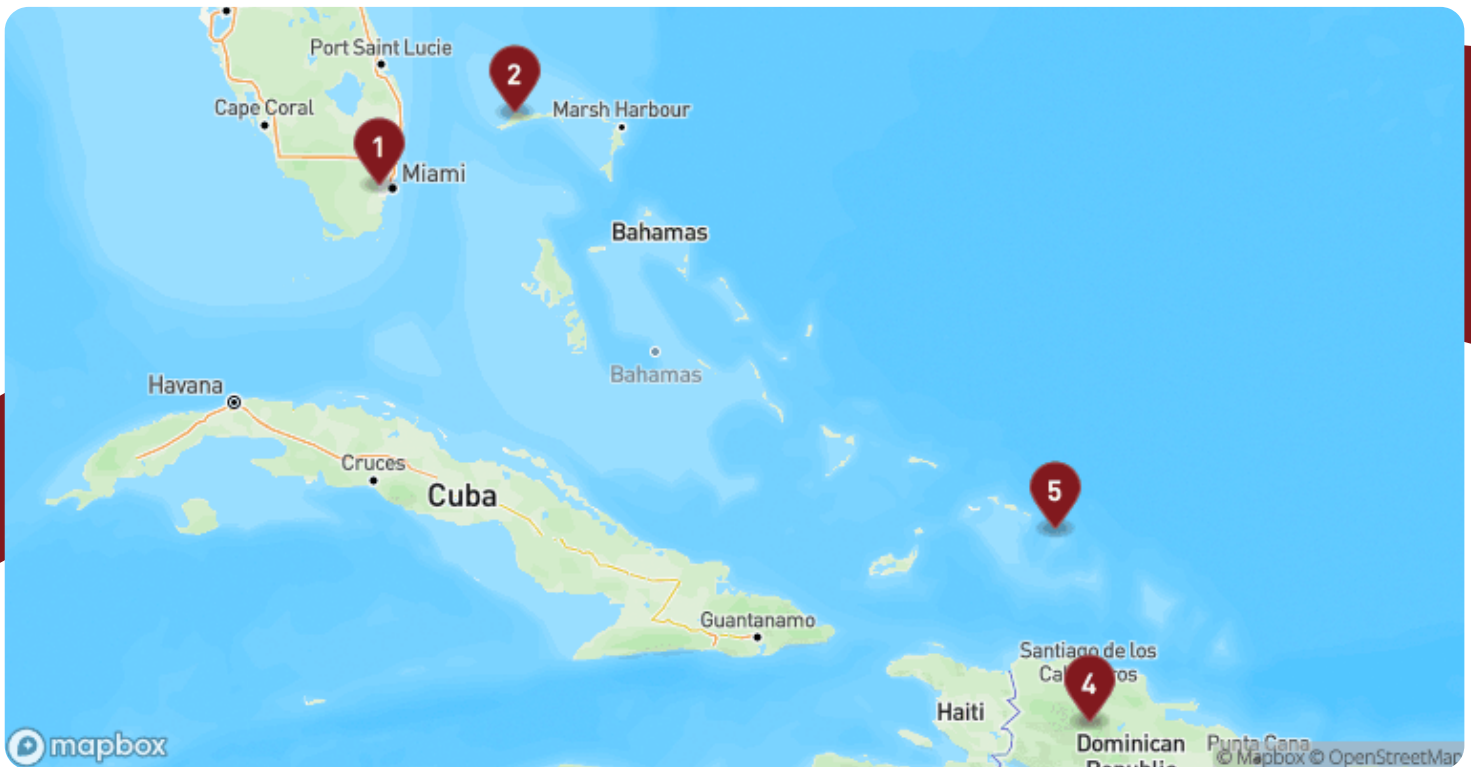 Port Saint Lucie
2
Cape Coral
Marsh Harbour
1
Miami
Bahamas
Bahamas
Havana
Cruces
Cuba
5
Guantanamo
Santiago de los
4
Haiti
Dominican
Punta Cana
Republic
mapbox
© Mapbox © OpenStreetMap